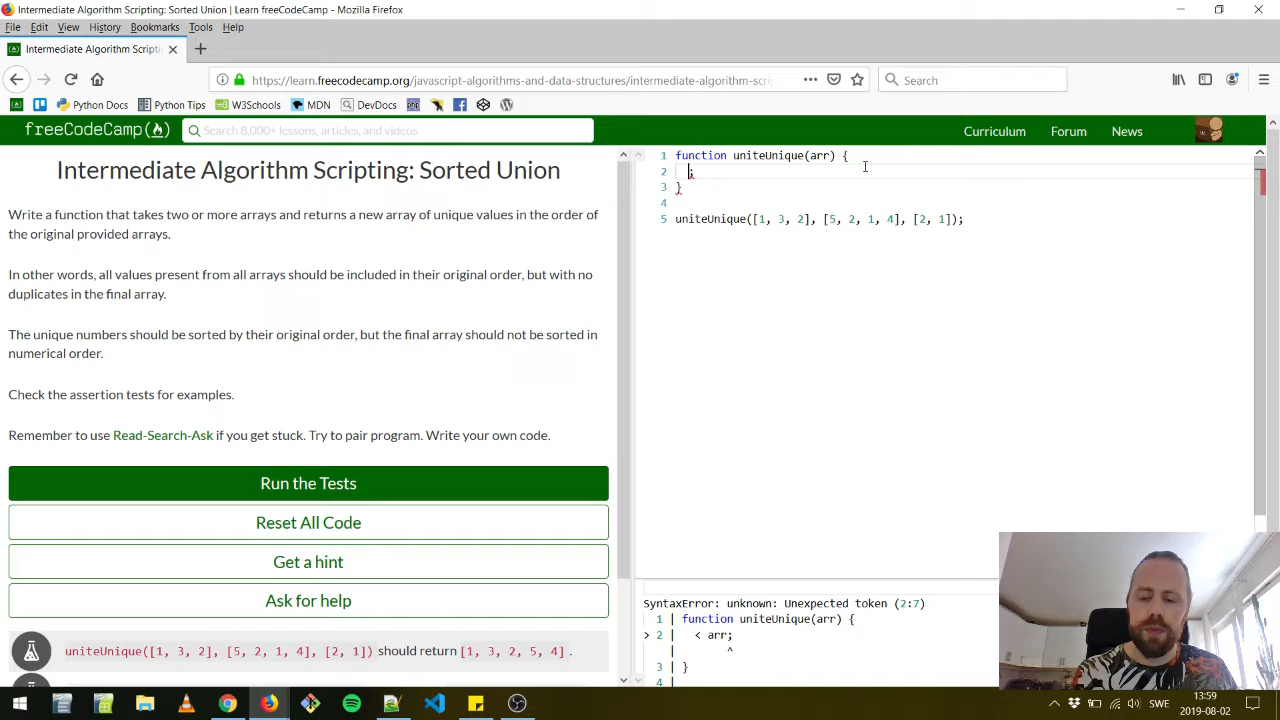 Intermediate Algorithm Scripting: Sorted Union | Learn freeCodeCamp - Mozilla Firefox
File Edit View History Bookmarks Tools Help
Intermediate Algorithm Scripti
https://learn.freecodecamp.org/javascript-algorithms-and-data-structures/intermediate-algorithm-scrip
Search
Python Docs Python Tips W3Schools MDN DevDocs
freeCodeCamp
Search 8,000+ lessons, articles, and videos
Curriculum Forum News
Intermediate Algorithm Scripting: Sorted Union
Write a function that takes two or more arrays and returns a new array of unique values in the order of
the original provided arrays.
In other words, all values present from all arrays should be included in their original order, but with no
duplicates in the final array.
The unique numbers should be sorted by their original order, but the final array should not be sorted in
numerical order.
Check the assertion tests for examples.
Remember to use Read-Search-Ask if you get stuck. Try to pair program. Write your own code.
Run the Tests
Reset All Code
Get a hint
Ask for help
uniteUnique([1, 3, 2], [5, 2, 1, 4], [2, 1]) should return [1, 3, 2, 5, 4] .
1 function uniteUnique(arr) {
2 ;
3 }
4
5 uniteUnique([1, 3, 2], [5, 2, 1, 4], [2, 1]);
SyntaxError: unknown: Unexpected token (2:7)
1 | function uniteUnique(arr) {
> 2 | < arr;
| ^
3 | }
4 |
13:59
SWE
2019-08-02